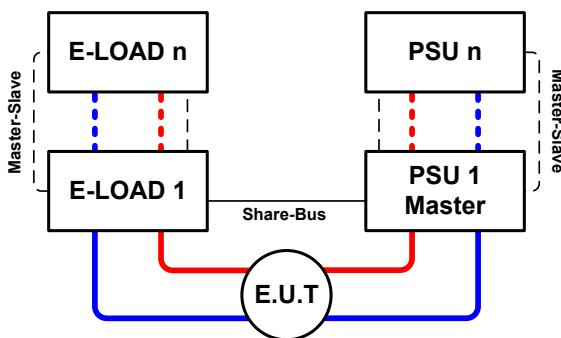 E-LOAD n
PSU n
Master-Slave
Master-Slave
E-LOAD 1
PSU 1
Master
Share-Bus
E.U.T